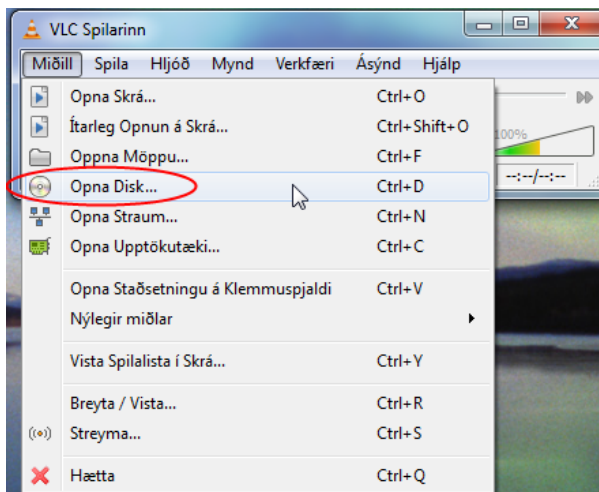 VLC Spilarinn
Miðill Spila Hljóð Mynd Verkfæri Ásýnd Hjálp
Opna Skrá... Ctrl+O
Ítarleg Opnun á Skrá... Ctrl+Shift+O
100%
Oppna Möppu... Ctrl+F
--:--/--:--
Opna Disk... Ctrl+D
Opna Straum... Ctrl+N
Opna Upptökutæki... Ctrl+C
Opna Staðsetningu á Klemmuspjaldi Ctrl+V
Nýlegir miðlar
Vista Spilalista í Skrá... Ctrl+Y
Breyta / Vista... Ctrl+R
Streyma... Ctrl+S
Hætta Ctrl+Q